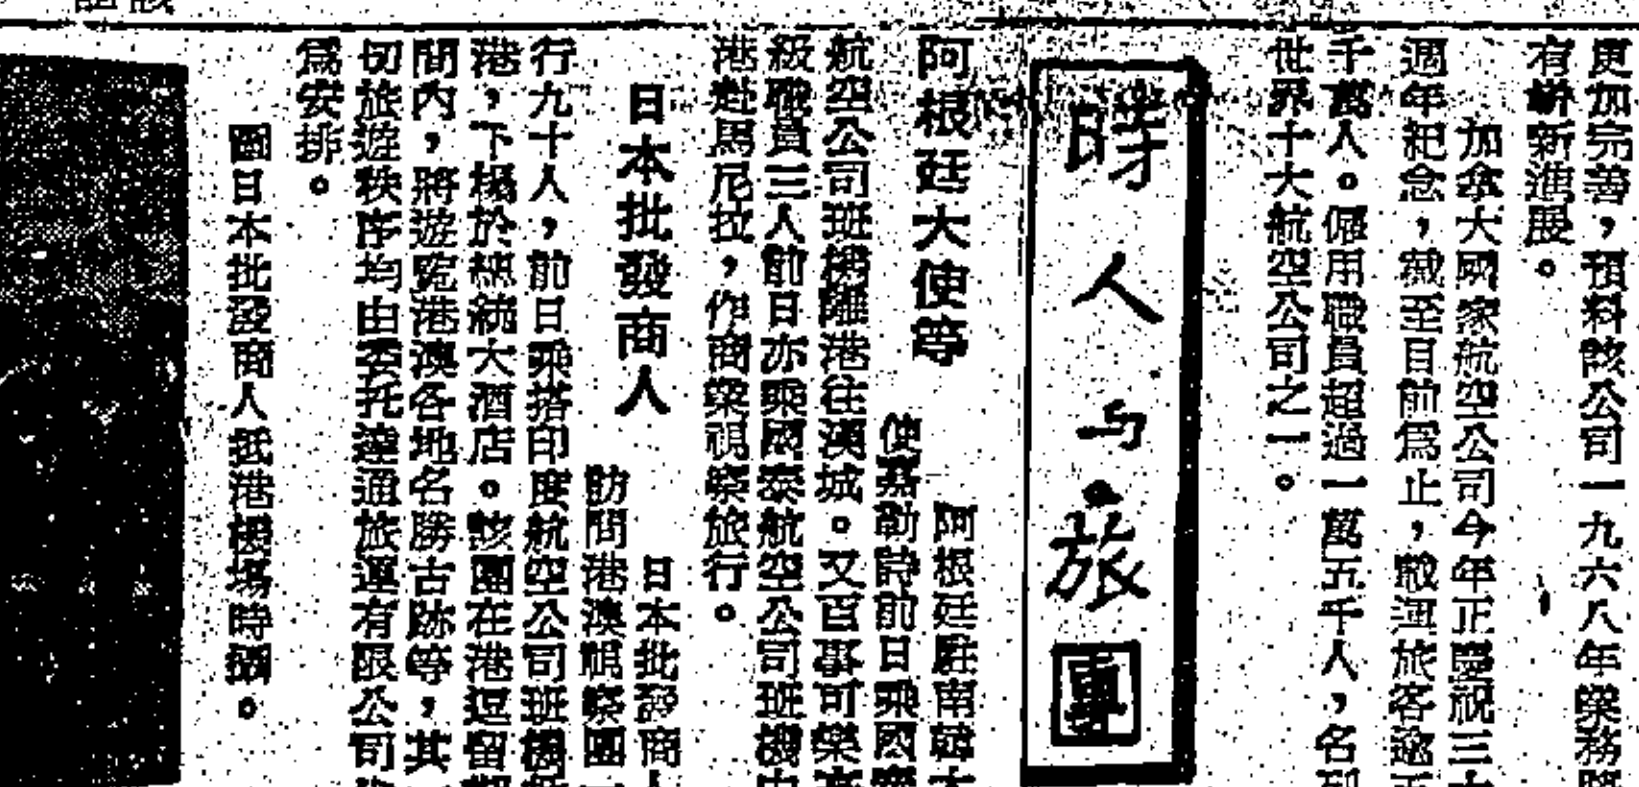 更加完善，預料該公司一九六八年業務將
有嶄新進展。
加拿大國家航空公司今年正慶祝三十
週年紀念，截至目前為止，載運旅客逾五
千萬人。僱用職員超過一萬五千人，名列
世界十大航空公司之一。
時人与旅團
阿根廷大使等
阿根廷駐南韓大
使嘉勒詩前日乘國泰
航空公司班機離港往漢城。又百事可樂高
級職員三人前日亦乘國泰航空公司班機由
港赴馬尼拉，作商業視察旅行。
日本批發商人
日本批發商人
訪問港澳視察團一
行九十人，前日乘搭印度航空公司班機抵
港，下榻於總統大酒店。該團在港逗留期
間內，將遊覽港澳各地名勝古跡等，其一
切旅遊秩序均由委托達通旅運有限公司
為安排。
圖日本批發商人抵港機場時攝。